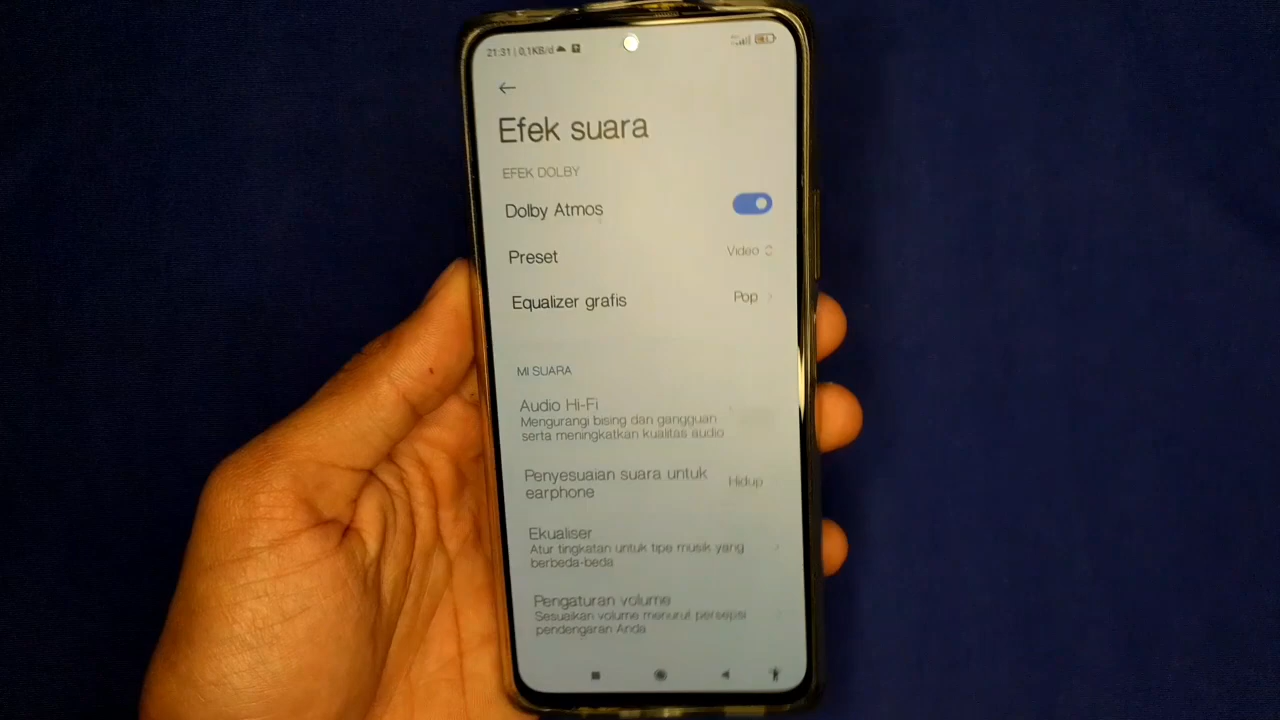 21:31 | 0,1KB/d
Efek suara
EFEK DOLBY
Dolby Atmos
Preset
Video
Equalizer grafis
Pop
MI SUARA
Audio Hi-Fi
Mengurangi bising dan gangguan
serta meningkatkan kualitas audio
Penyesuaian suara untuk
earphone
Hidup
Ekualiser
Atur tingkatan untuk tipe musik yang
berbeda-beda
Pengaturan volume
Sesuaikan volume menurut persepsi
pendengaran Anda